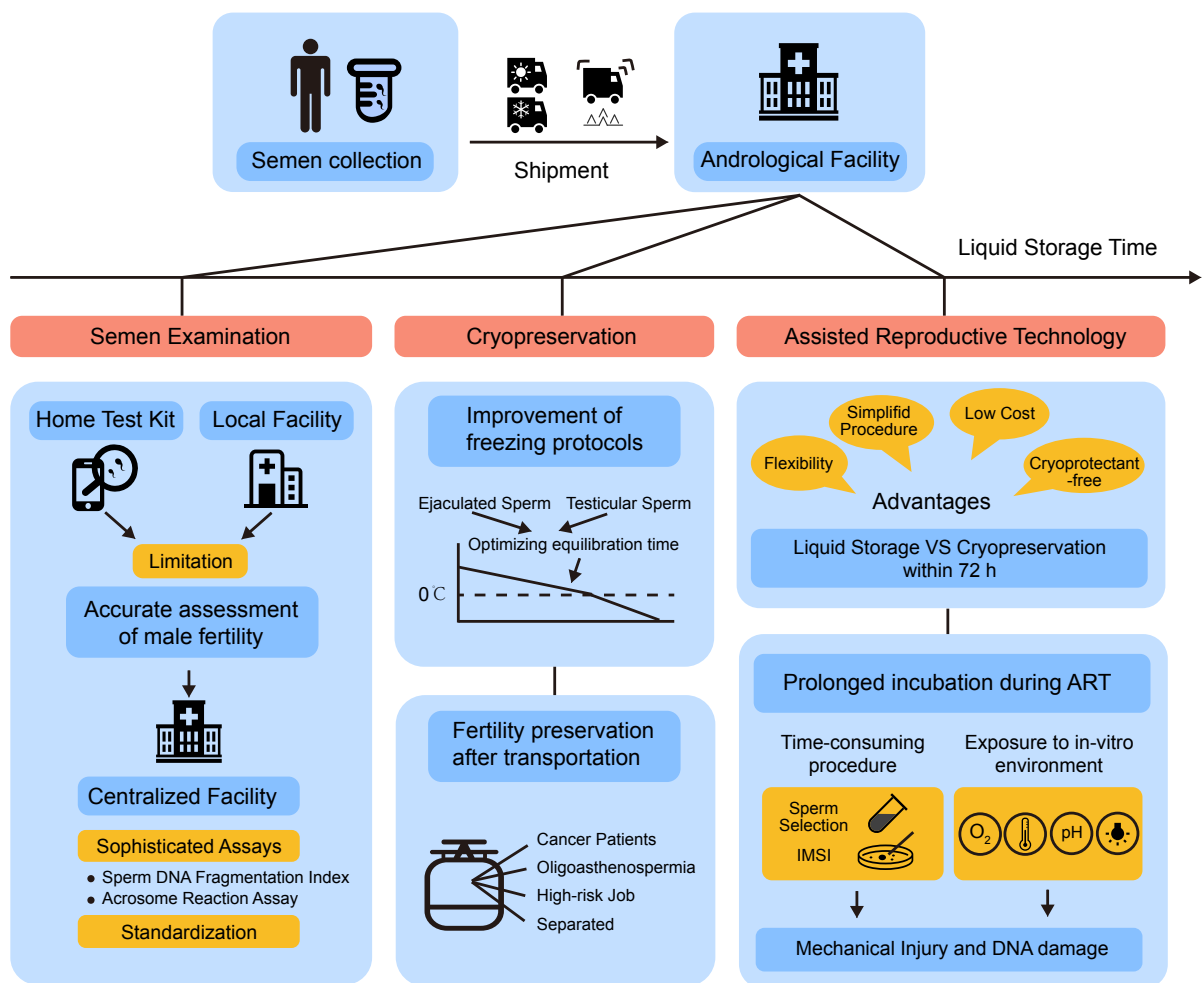 Semen collection
Shipment
Andrological Facility
Liquid Storage Time
Semen Examination
Home Test Kit
Local Facility
Limitation
Accurate assessment
of male fertility
Centralized Facility
Sophisticated Assays
● Sperm DNA Fragmentation Index
● Acrosome Reaction Assay
Standardization
Cryopreservation
Improvement of
freezing protocols
Ejaculated Sperm
Testicular Sperm
Optimizing equilibration time
0℃
Fertility preservation
after transportation
Cancer Patients
Oligoasthenospermia
High-risk Job
Separated
Assisted Reproductive Technology
Flexibility
Simplifid
Procedure
Low Cost
Cryoprotectant
-free
Advantages
Liquid Storage VS Cryopreservation
within 72 h
Prolonged incubation during ART
Time-consuming
procedure
Sperm
Selection
IMSI
Exposure to in-vitro
environment
O₂
pH
Mechanical Injury and DNA damage